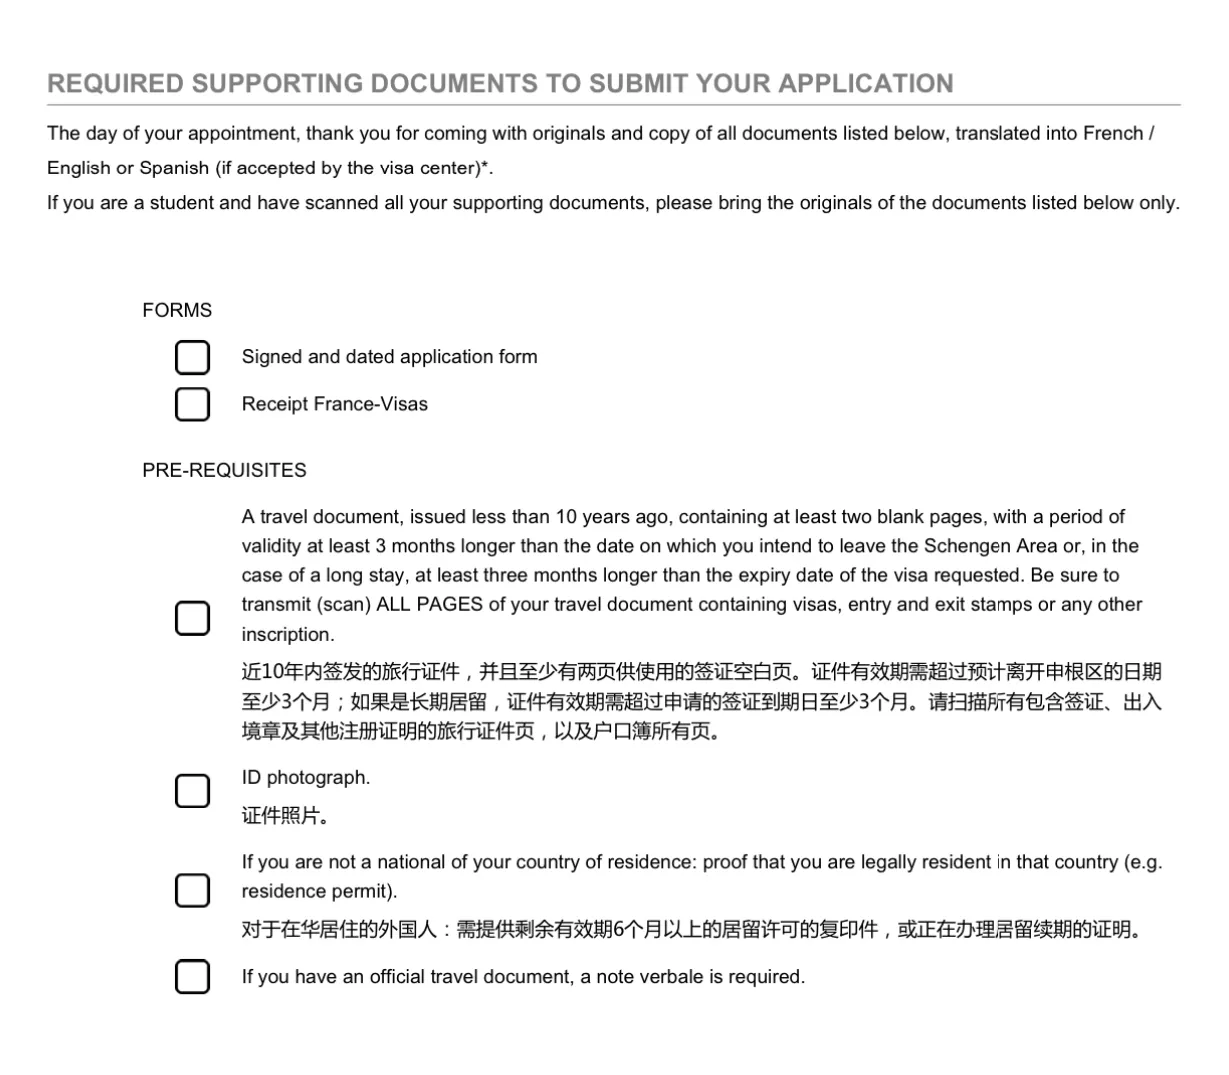 REQUIRED SUPPORTING DOCUMENTS TO SUBMIT YOUR APPLICATION
The day of your appointment, thank you for coming with originals and copy of all documents listed below, translated into French /
English or Spanish (if accepted by the visa center)*.
If you are a student and have scanned all your supporting documents, please bring the originals of the documents listed below only.
FORMS
Signed and dated application form
Receipt France-Visas
PRE-REQUISITES
A travel document, issued less than 10 years ago, containing at least two blank pages, with a period of
validity at least 3 months longer than the date on which you intend to leave the Schengen Area or, in the
case of a long stay, at least three months longer than the expiry date of the visa requested. Be sure to
transmit (scan) ALL PAGES of your travel document containing visas, entry and exit stamps or any other
inscription.
近10年内签发的旅行证件，并且至少有两页供使用的签证空白页。证件有效期需超过预计离开申根区的日期
至少3个月；如果是长期居留，证件有效期需超过申请的签证到期日至少3个月。请扫描所有包含签证、出入
境章及其他注册证明的旅行证件页，以及户口簿所有页。
ID photograph.
证件照片。
If you are not a national of your country of residence: proof that you are legally resident in that country (e.g.
residence permit).
对于在华居住的外国人：需提供剩余有效期6个月以上的居留许可的复印件，或正在办理居留续期的证明。
If you have an official travel document, a note verbale is required.